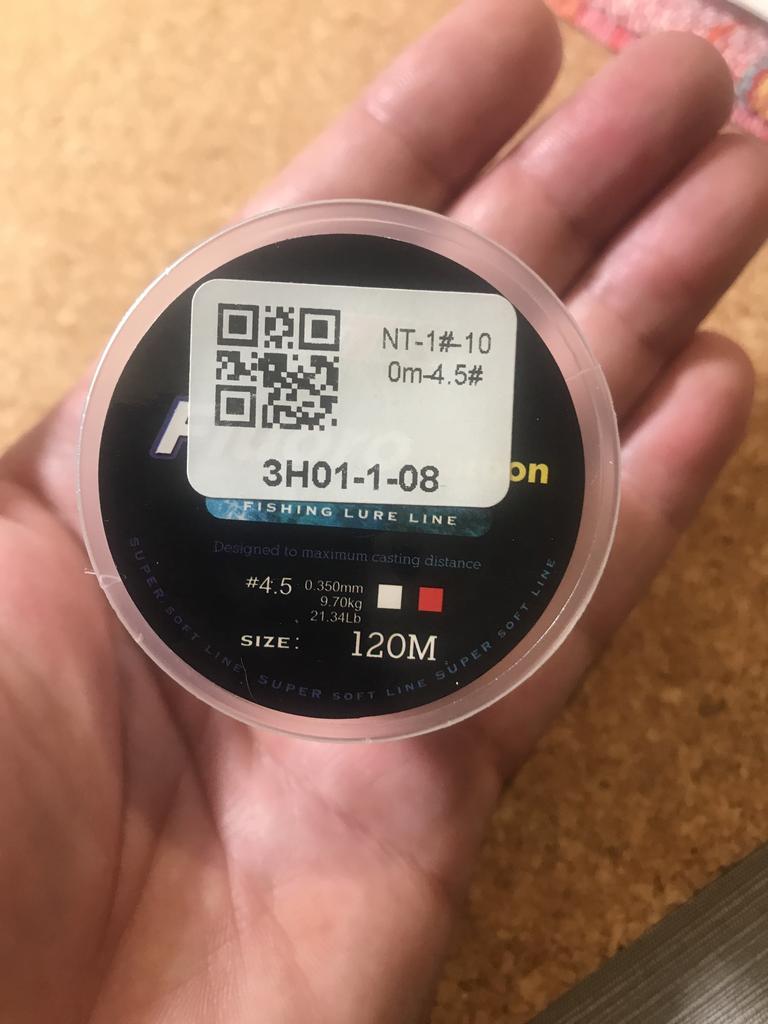 NT-1#-10
0m-4.5#
Fluoro
3H01-1-08
FISHING LURE LINE
Designed to maximum casting distance
#4.5 0.350mm
9.70kg
21.34Lb
SIZE: 120M
SUPER SOFT LINE SUPER SOFT LINE SUPER SOFT LINE